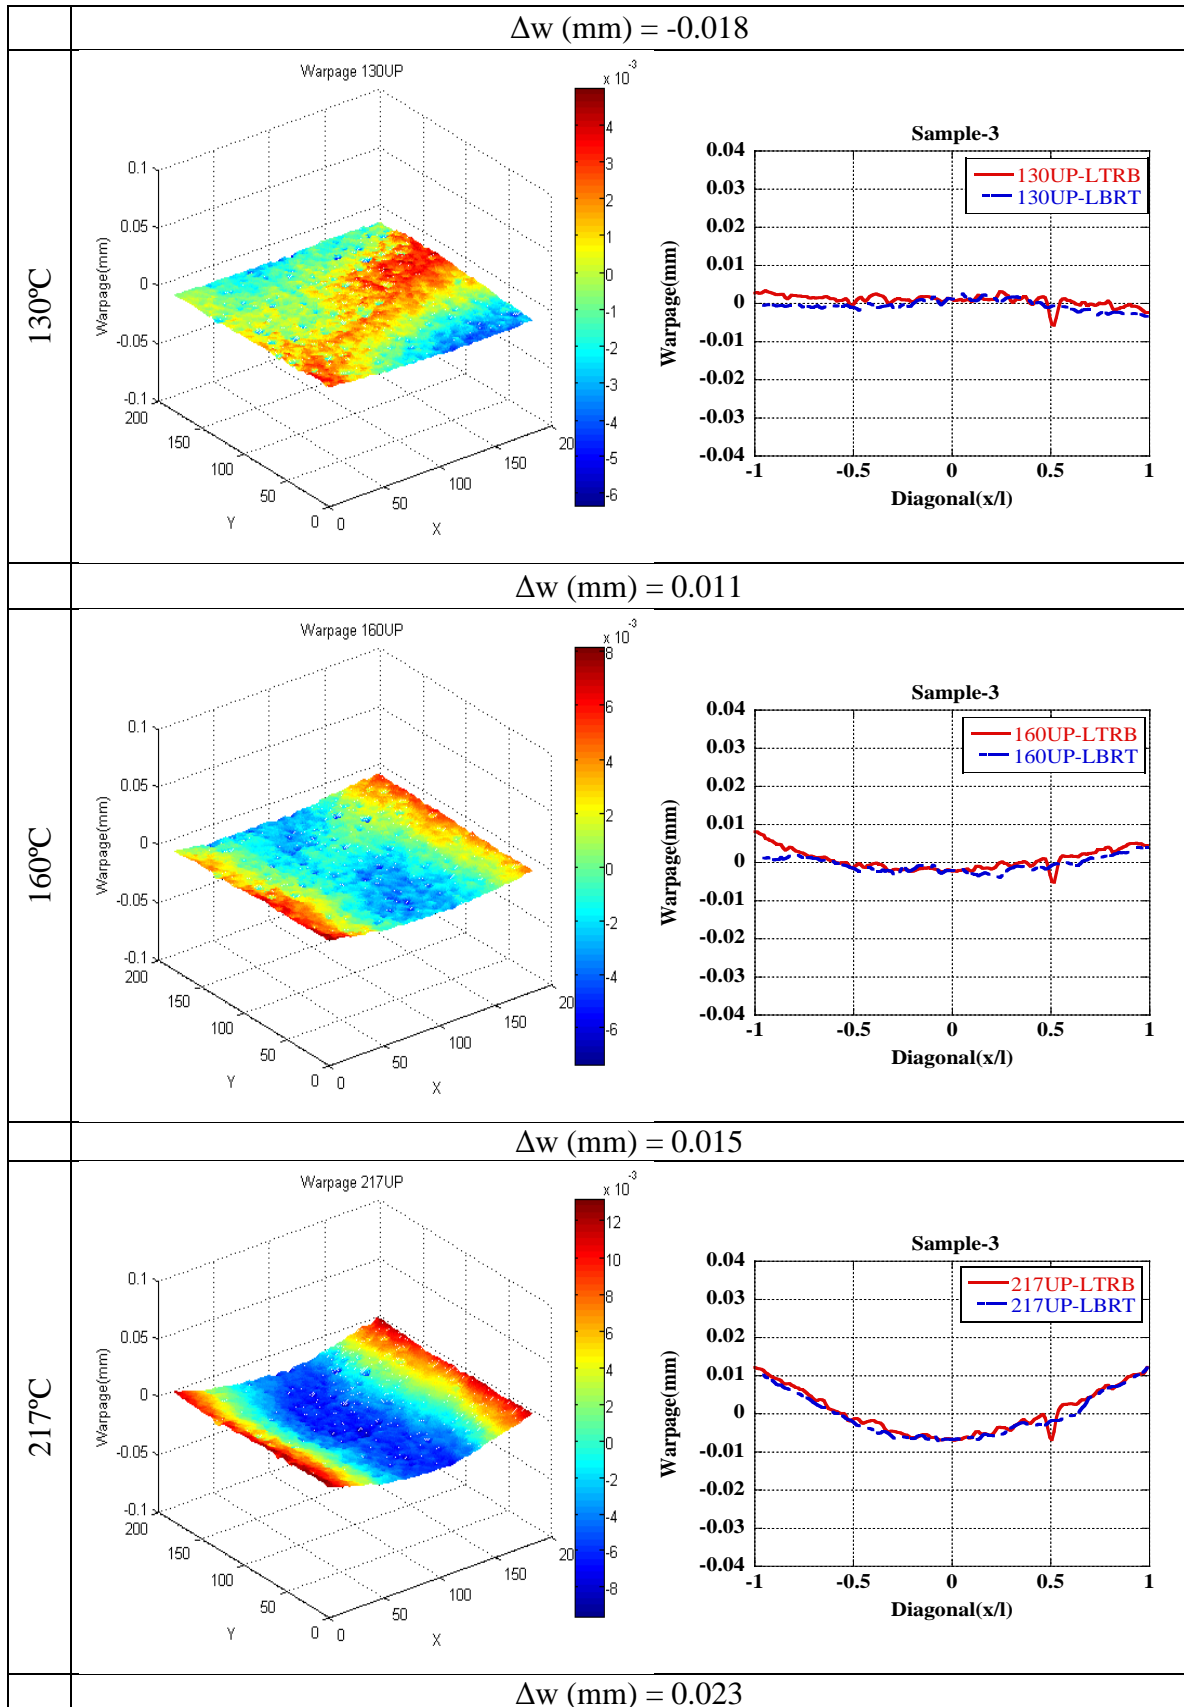 Δw (mm) = -0.018
130ºC
Warpage 130UP
x 10
-3
4
3
2
1
0
-1
-2
-3
-4
-5
-6
0.1
0.05
0
-0.05
-0.1
Warpage(mm)
200
150
100
50
0
Y
0
50
100
150
20
X
Sample-3
130UP-LTRB
130UP-LBRT
0.04
0.03
0.02
0.01
0
-0.01
-0.02
-0.03
-0.04
Warpage(mm)
-1 -0.5 0 0.5 1
Diagonal(x/l)
Δw (mm) = 0.011
160ºC
Warpage 160UP
x 10
-3
8
6
4
2
0
-2
-4
-6
0.1
0.05
0
-0.05
-0.1
Warpage(mm)
200
150
100
50
0
Y
0
50
100
150
20
X
Sample-3
160UP-LTRB
160UP-LBRT
0.04
0.03
0.02
0.01
0
-0.01
-0.02
-0.03
-0.04
Warpage(mm)
-1 -0.5 0 0.5 1
Diagonal(x/l)
Δw (mm) = 0.015
217ºC
Warpage 217UP
x 10
-3
12
10
8
6
4
2
0
-2
-4
-6
-8
0.1
0.05
0
-0.05
-0.1
Warpage(mm)
200
150
100
50
0
Y
0
50
100
150
20
X
Sample-3
217UP-LTRB
217UP-LBRT
0.04
0.03
0.02
0.01
0
-0.01
-0.02
-0.03
-0.04
Warpage(mm)
-1 -0.5 0 0.5 1
Diagonal(x/l)
Δw (mm) = 0.023